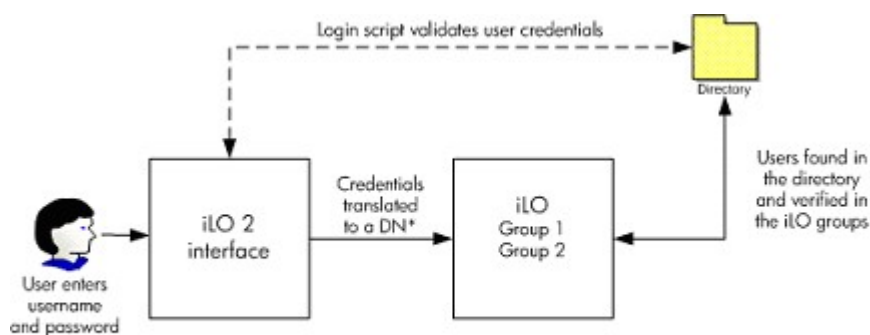 Login script validates user credentials
Directory
Users found in
the directory
and verified in
the iLO groups
Credentials
translated
to a DN*
iLO 2
interface
iLO
Group 1
Group 2
User enters
username
and password